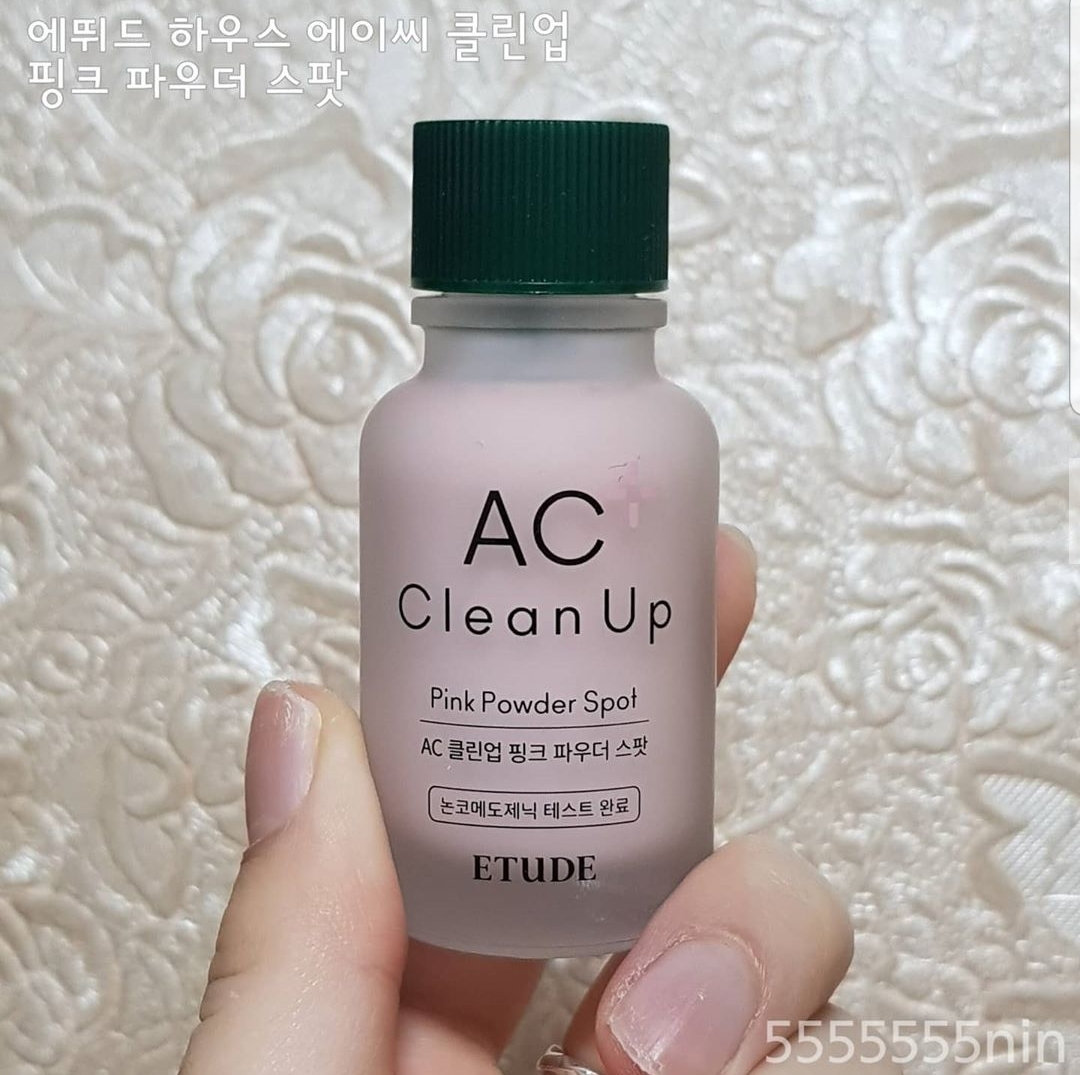 에뛰드 하우스 에이씨 클린업
핑크 파우더 스팟
AC+
Clean Up
Pink Powder Spot
AC 클린업 핑크 파우더 스팟
논코메도제닉 테스트 완료
ETUDE
5555555nin